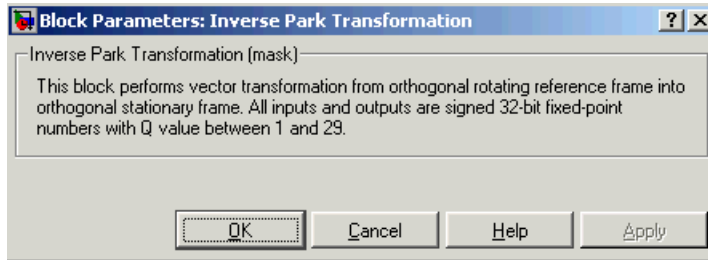 Block Parameters: Inverse Park Transformation
Inverse Park Transformation (mask)
This block performs vector transformation from orthogonal rotating reference frame into
orthogonal stationary frame. All inputs and outputs are signed 32-bit fixed-point
numbers with Q value between 1 and 29.
OK Cancel Help Apply